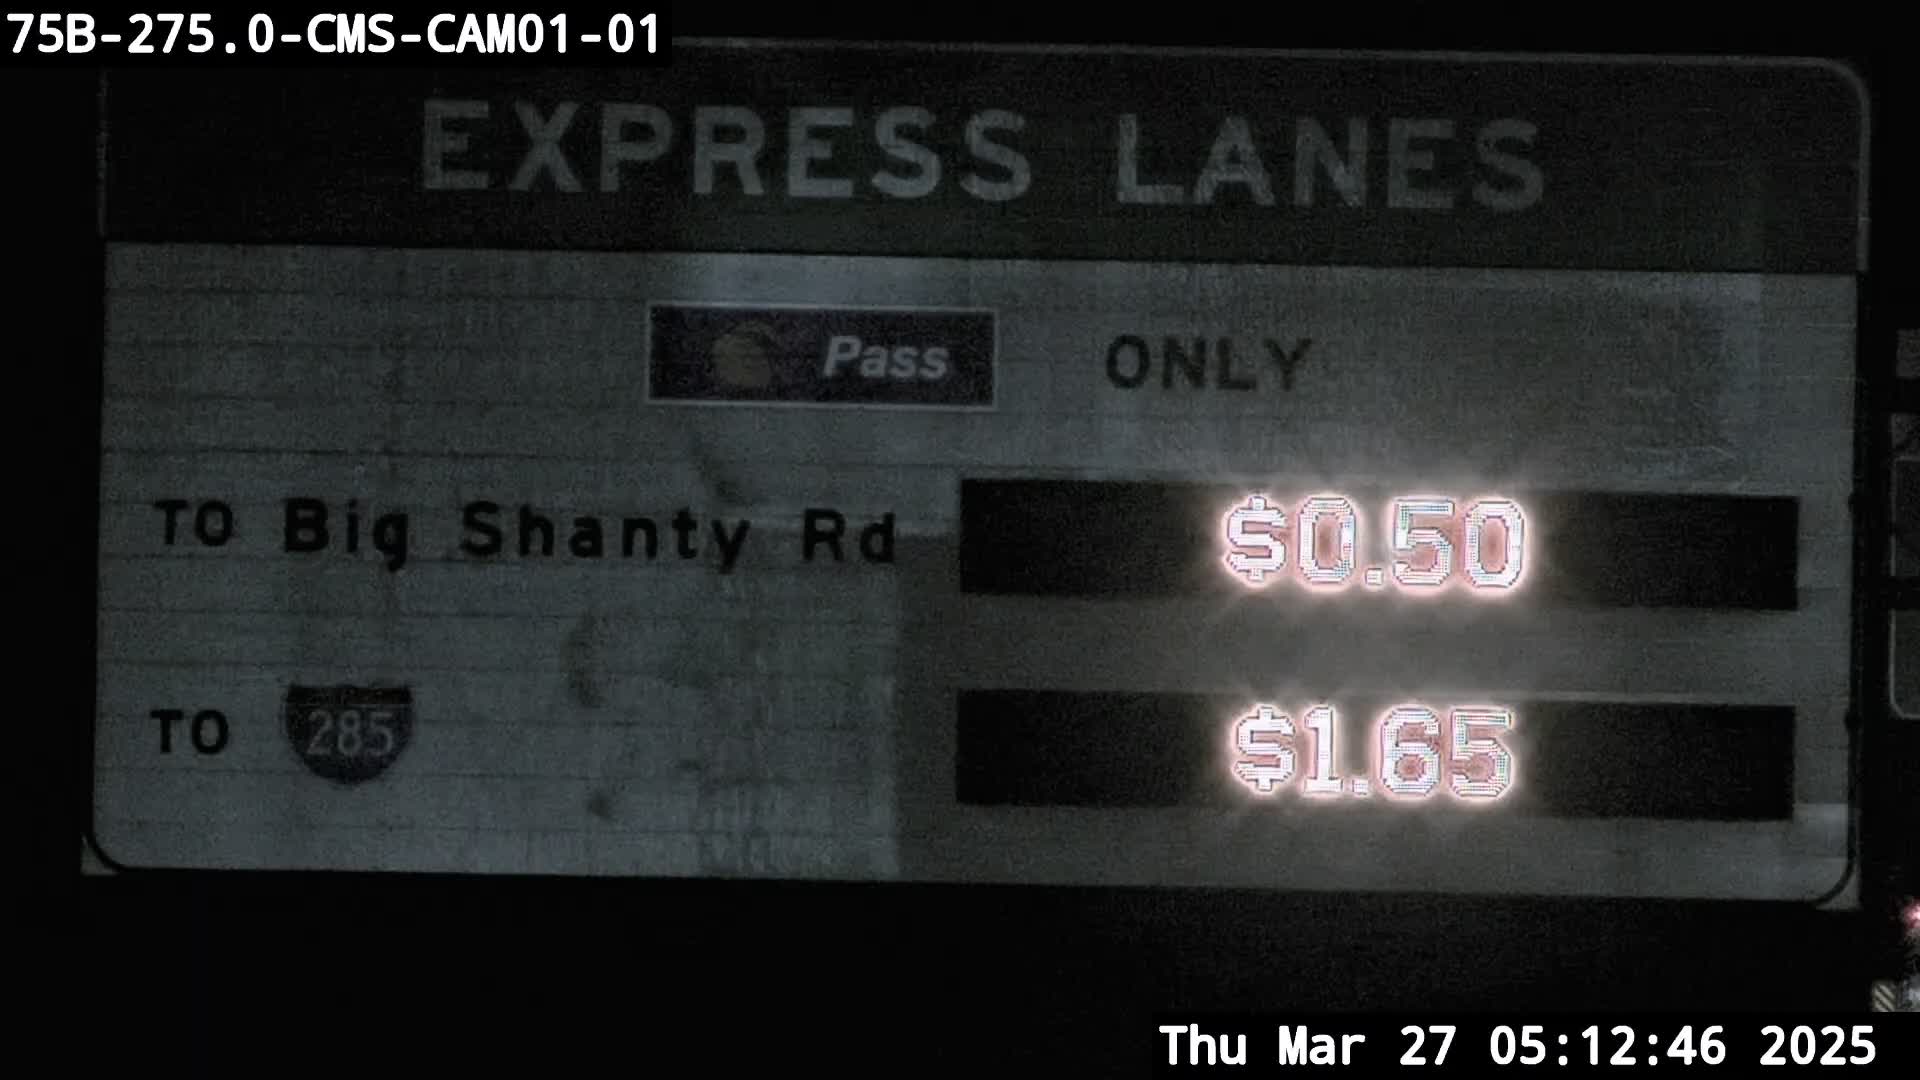 75B-275.0-CMS-CAM01-01
EXPRESS LANES
Pass ONLY
TO Big Shanty Rd $0.50
TO 285 $1.65
Thu Mar 27 05:12:46 2025